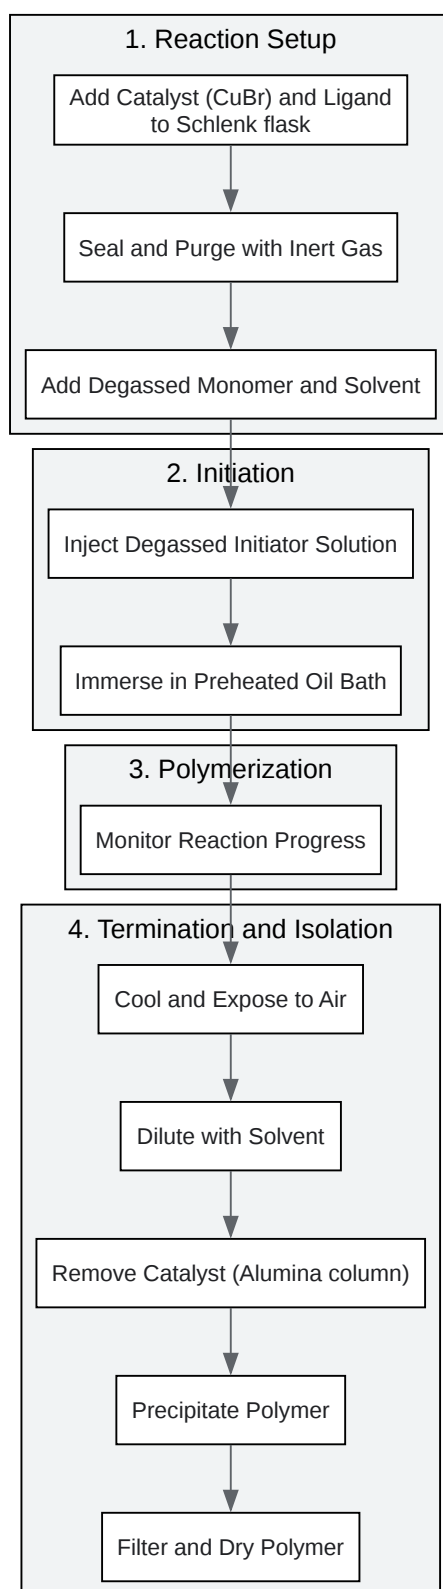 1. Reaction Setup
Add Catalyst (CuBr) and Ligand
to Schlenk flask
Seal and Purge with Inert Gas
Add Degassed Monomer and Solvent
2. Initiation
Inject Degassed Initiator Solution
Immerse in Preheated Oil Bath
3. Polymerization
Monitor Reaction Progress
4. Termination and Isolation
Cool and Expose to Air
Dilute with Solvent
Remove Catalyst (Alumina column)
Precipitate Polymer
Filter and Dry Polymer